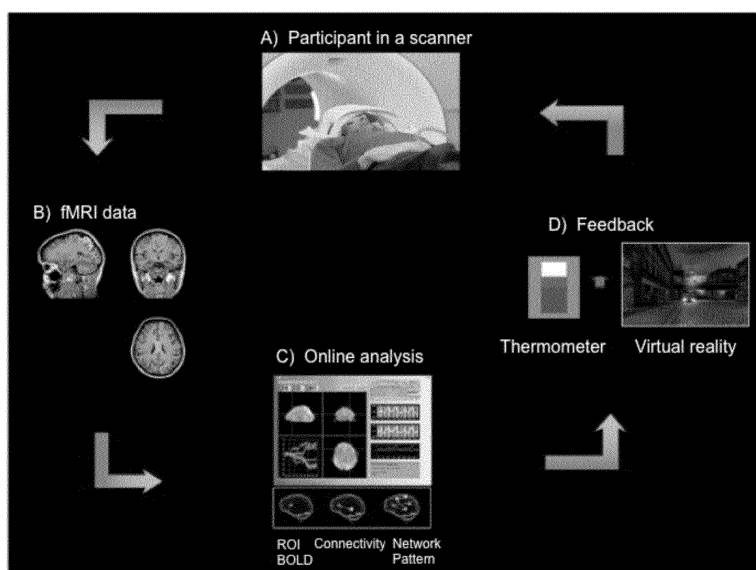 A) Participant in a scanner
B) fMRI data
D) Feedback
Thermometer Virtual reality
C) Online analysis
ROI Connectivity Network
BOLD Pattern